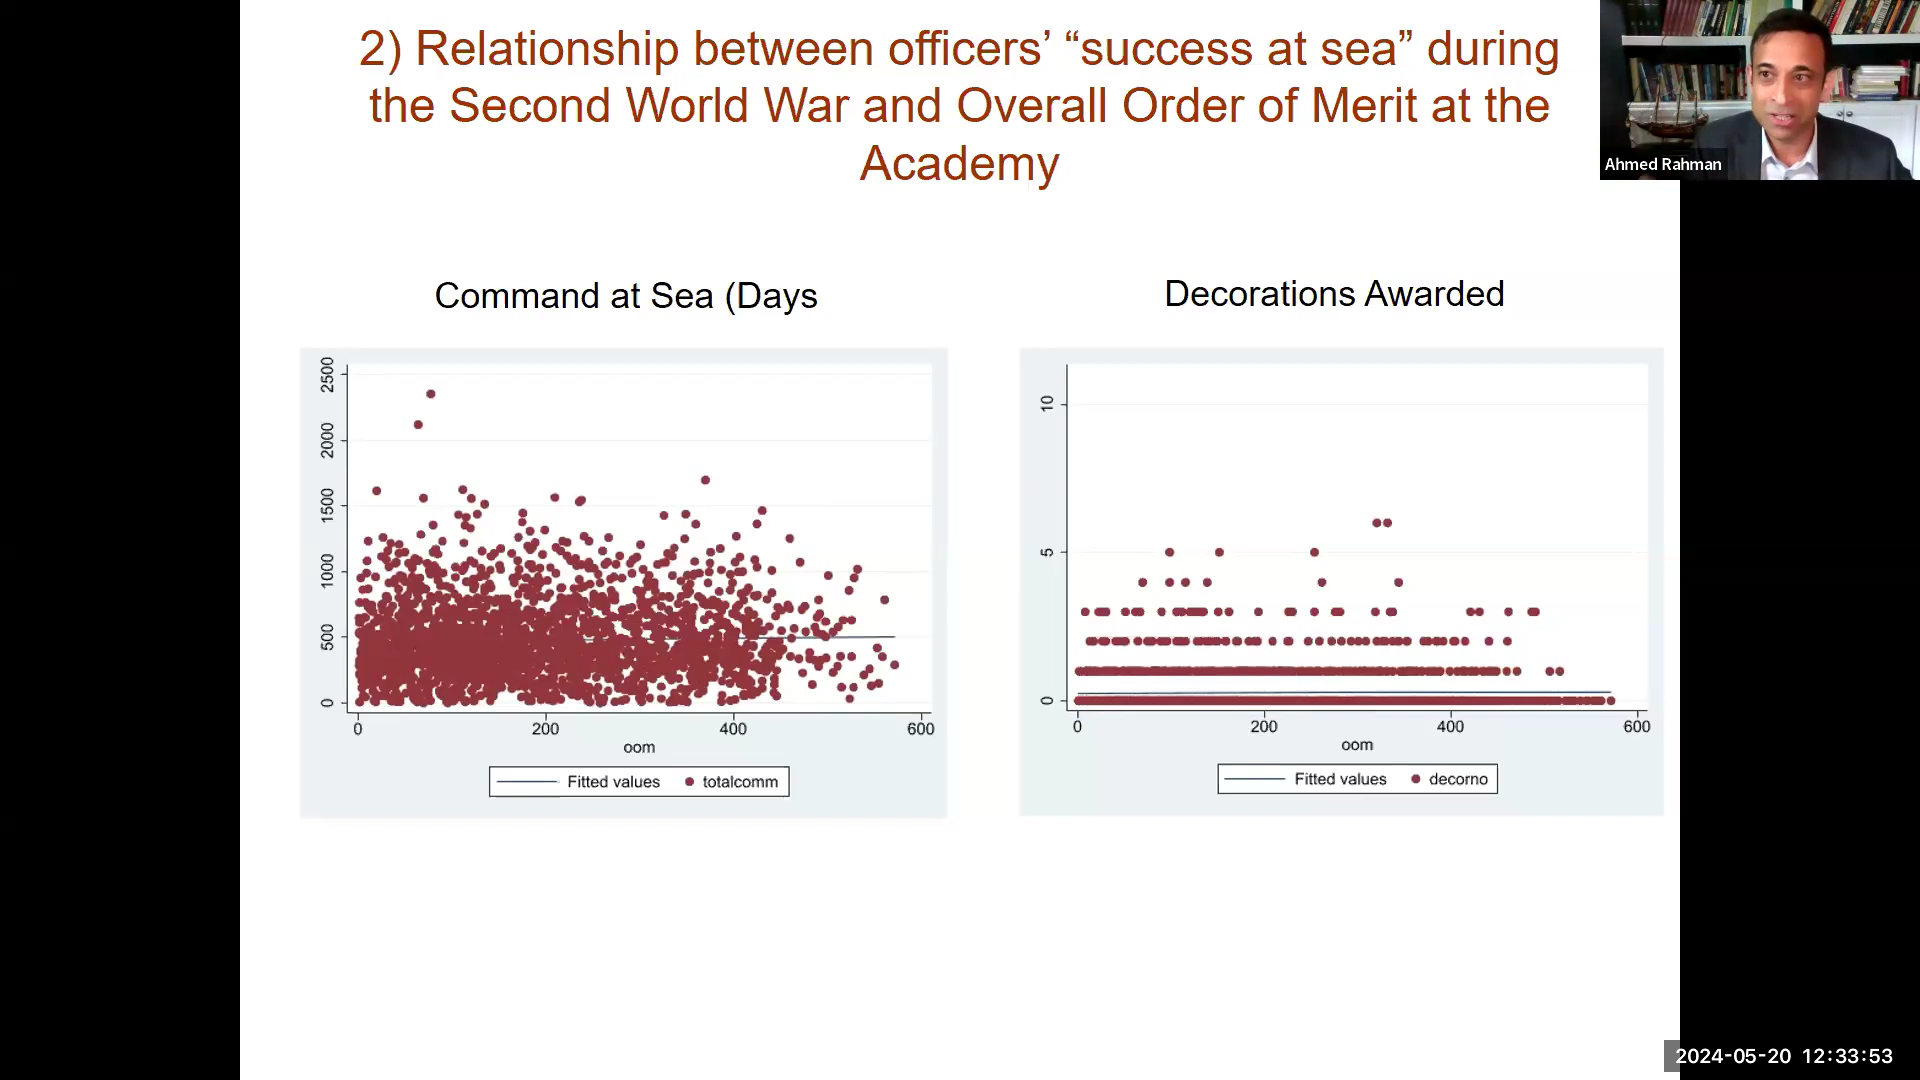 2) Relationship between officers’ “success at sea” during
the Second World War and Overall Order of Merit at the
Academy
Ahmed Rahman
Command at Sea (Days
Decorations Awarded
2500
2000
1500
1000
500
0
0 200 400 600
oom
Fitted values totalcomm
10
5
0
0 200 400 600
oom
Fitted values decorno
2024-05-20 12:33:53